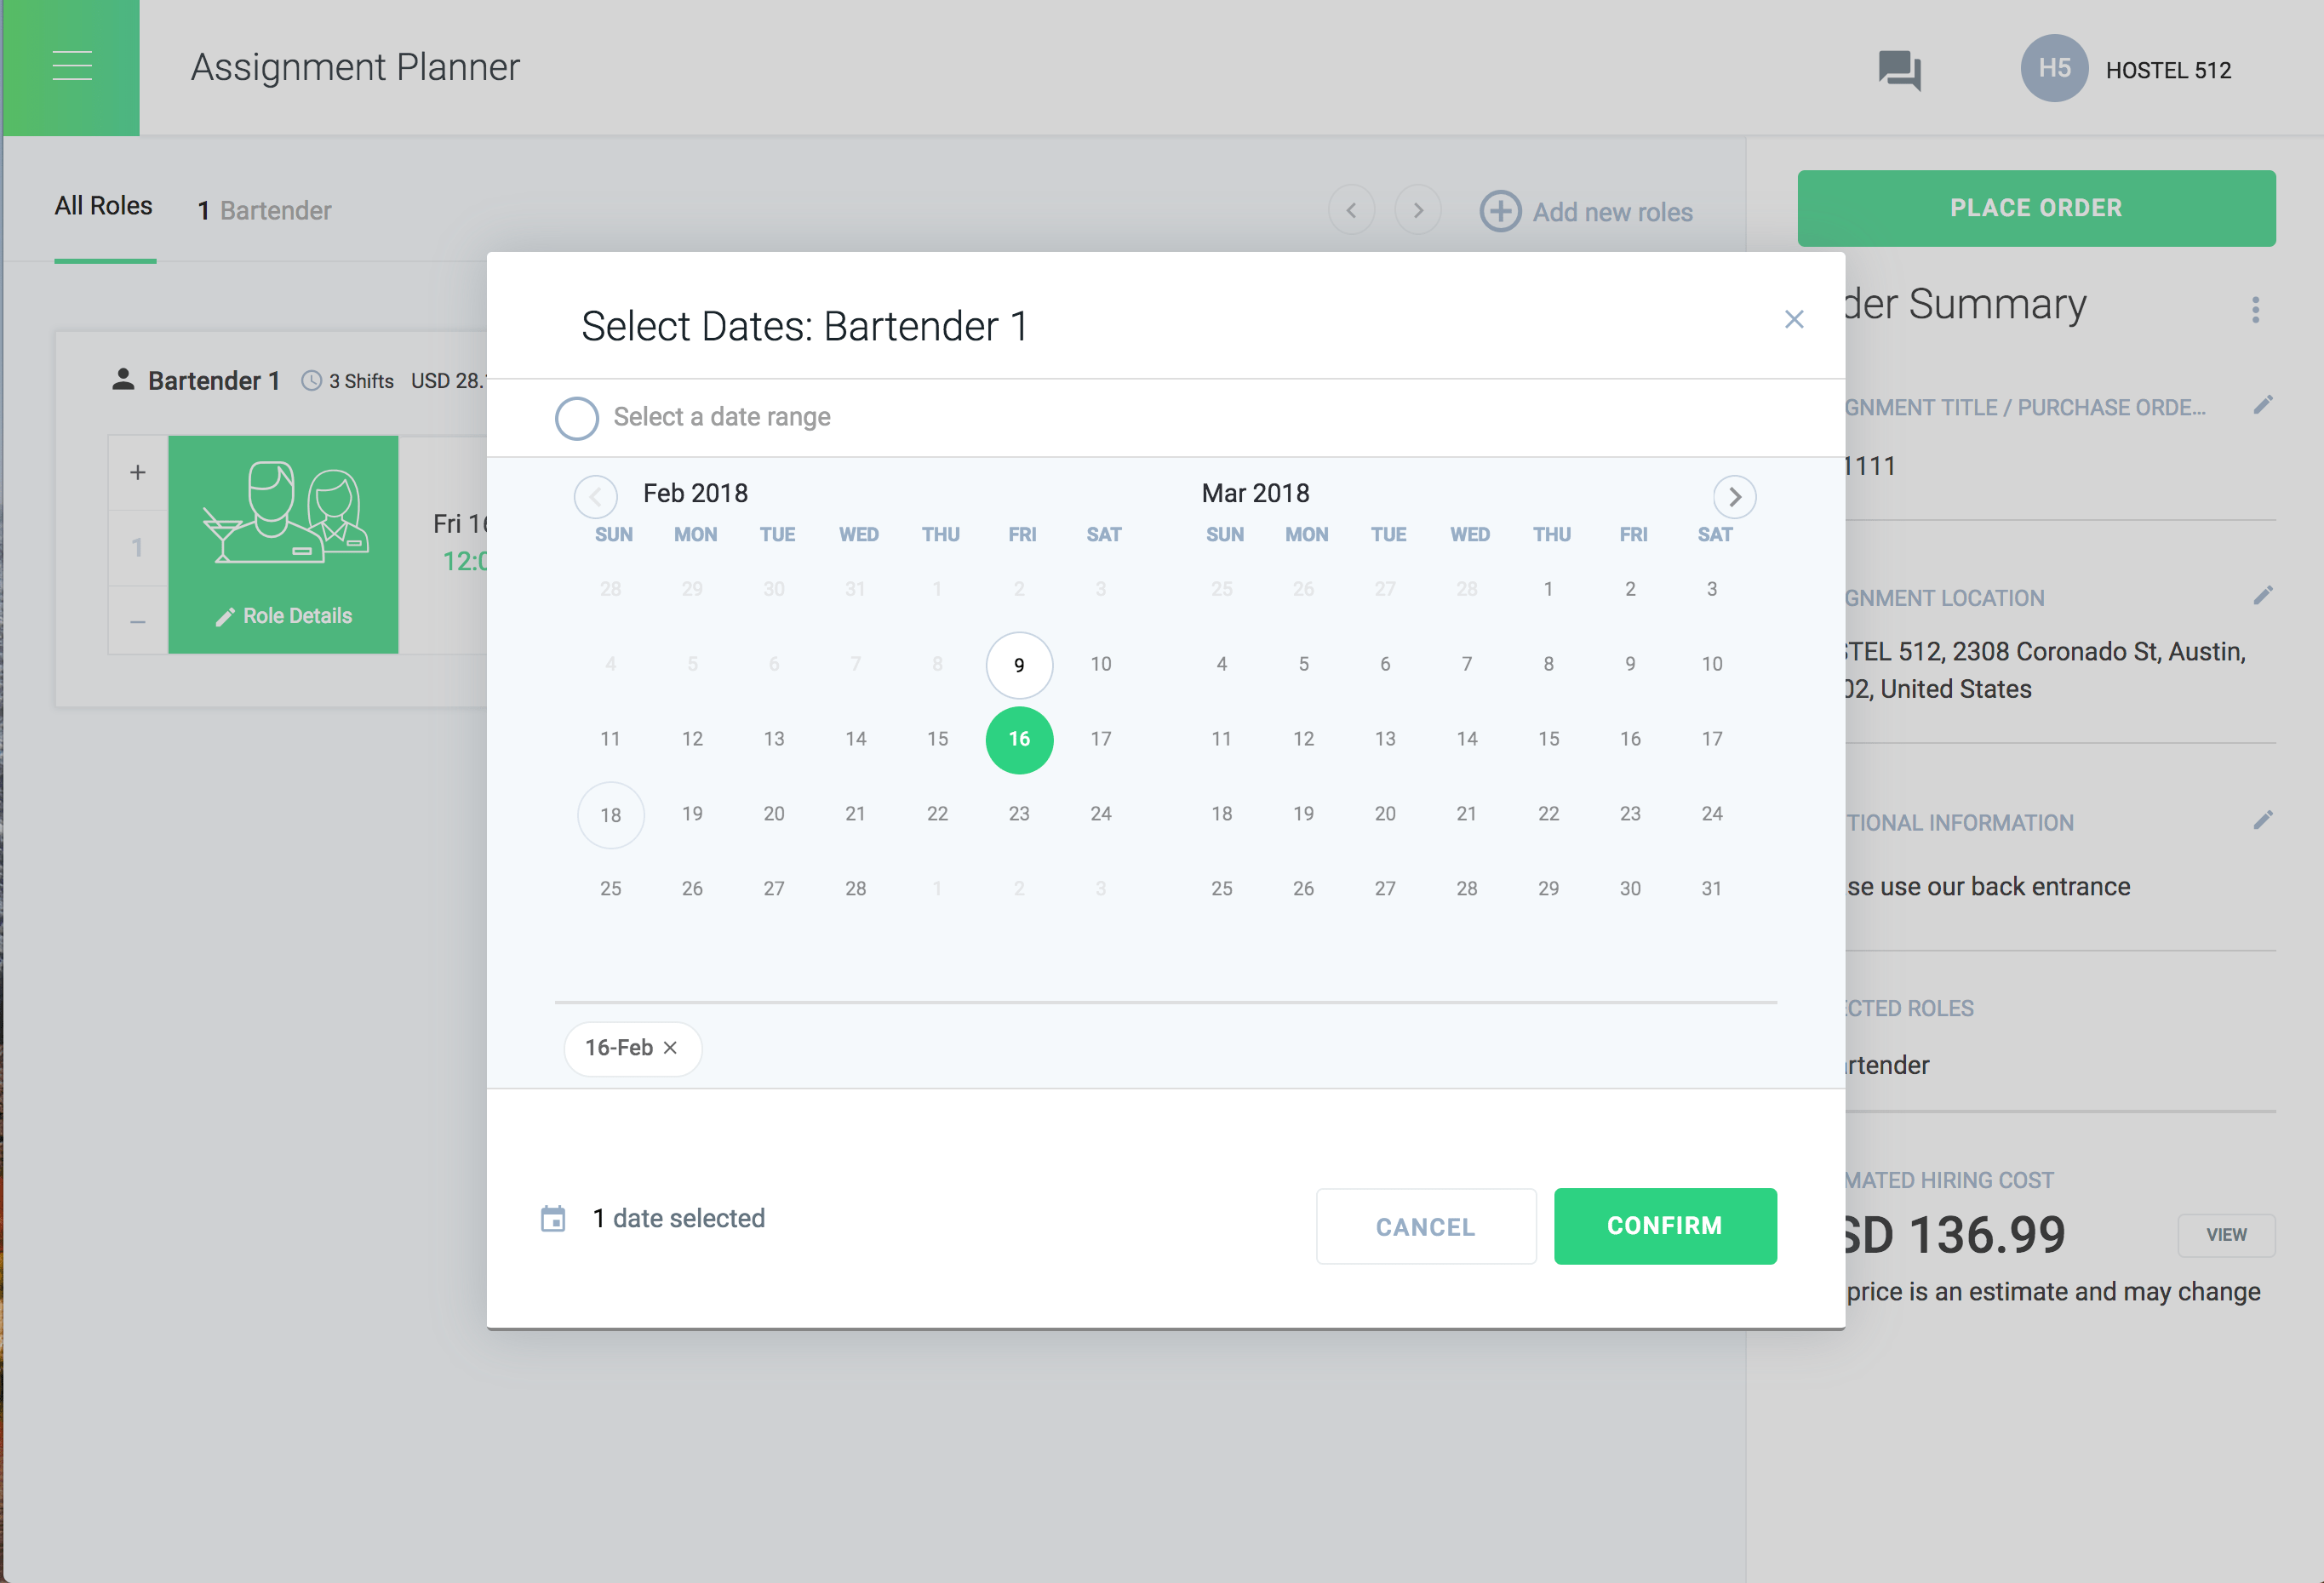 Assignment Planner
H5 HOSTEL 512
All Roles 1 Bartender
Add new roles
PLACE ORDER
Bartender 1 3 Shifts USD 28.
+
1
−
Role Details
Fri 16
12:0
Select Dates: Bartender 1
Select a date range
Feb 2018
SUN MON TUE WED THU FRI SAT
28 29 30 31 1 2 3
4 5 6 7 8 9 10
11 12 13 14 15 16 17
18 19 20 21 22 23 24
25 26 27 28 1 2 3
Mar 2018
SUN MON TUE WED THU FRI SAT
25 26 27 28 1 2 3
4 5 6 7 8 9 10
11 12 13 14 15 16 17
18 19 20 21 22 23 24
25 26 27 28 29 30 31
16-Feb
1 date selected
CANCEL CONFIRM
der Summary
GNMENT TITLE / PURCHASE ORDE...
1111
GNMENT LOCATION
STEL 512, 2308 Coronado St, Austin,
02, United States
TIONAL INFORMATION
se use our back entrance
ECTED ROLES
artender
MATED HIRING COST
SD 136.99
VIEW
price is an estimate and may change